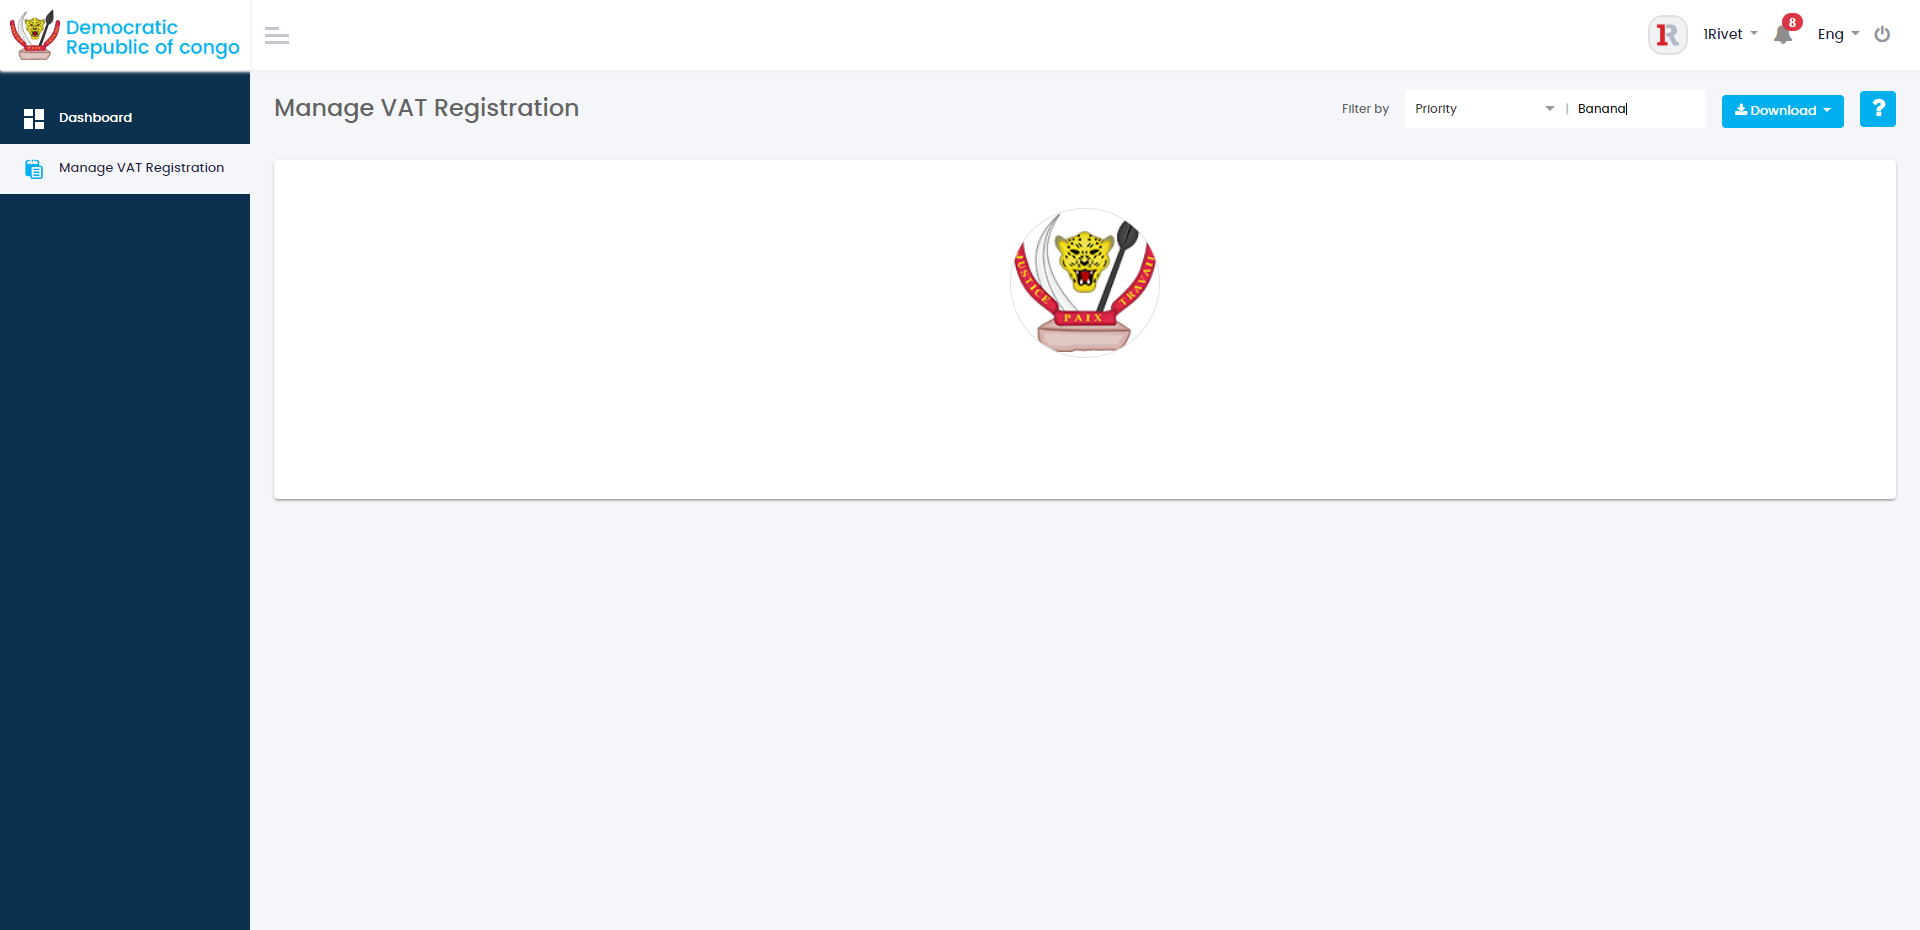 Democratic
Republic of congo
1Rivet
8
Eng
Dashboard
Manage VAT Registration
Manage VAT Registration
Filter by
Priority
| Banana
Download
?
JUSTICE
PAIX
TRAVAIL